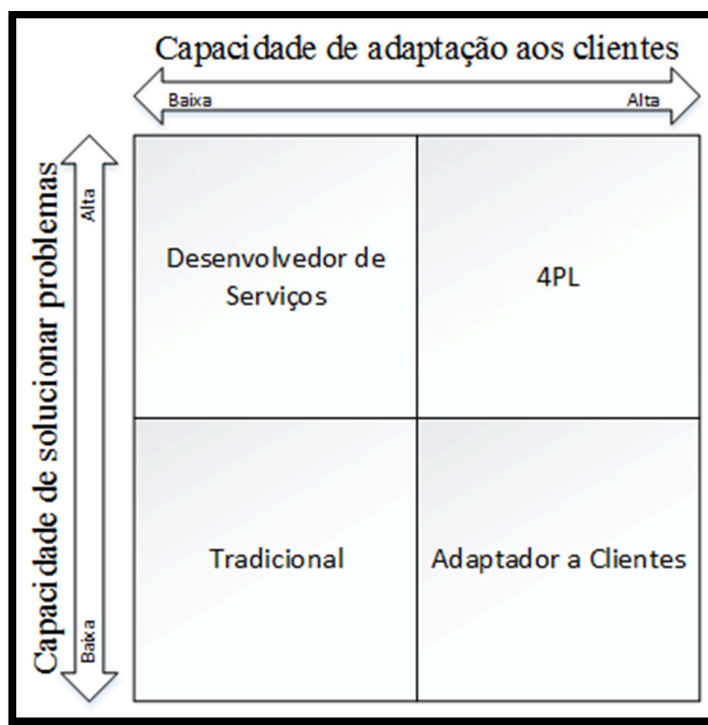 Capacidade de adaptação aos clientes
Baixa
Alta
Capacidade de solucionar problemas
Alta
Baixa
Desenvolvedor de
Serviços
4PL
Tradicional
Adaptador a Clientes